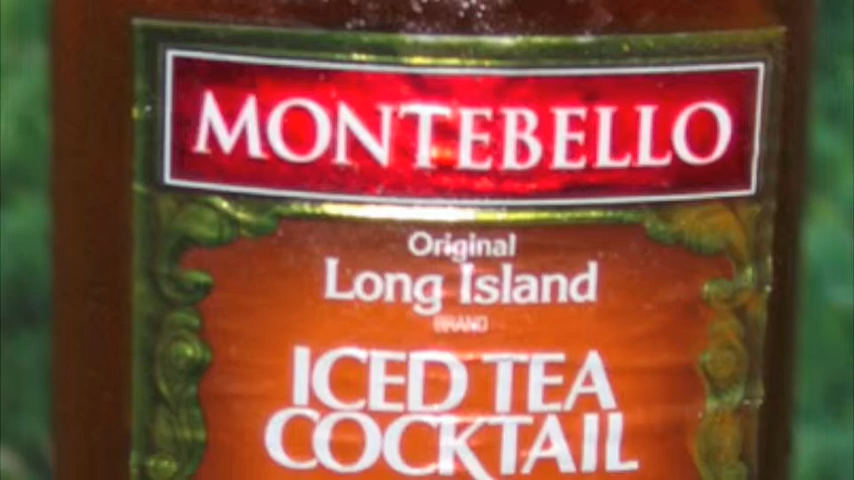 MONTEBELLO
Original
Long Island
BRAND
ICED TEA
COCKTAIL